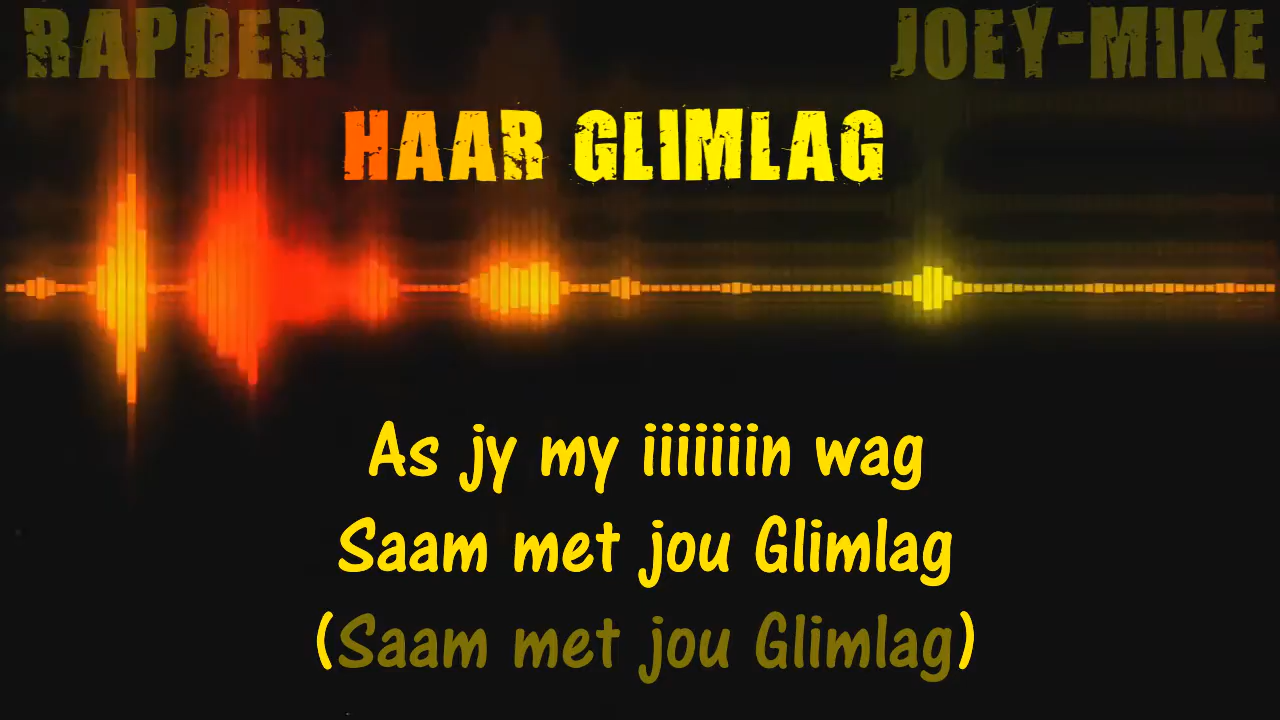 RAPDER JOEY-MIKE
HAAR GLIMLAG
As jy my iiiiiiin wag
Saam met jou Glimlag
(Saam met jou Glimlag)